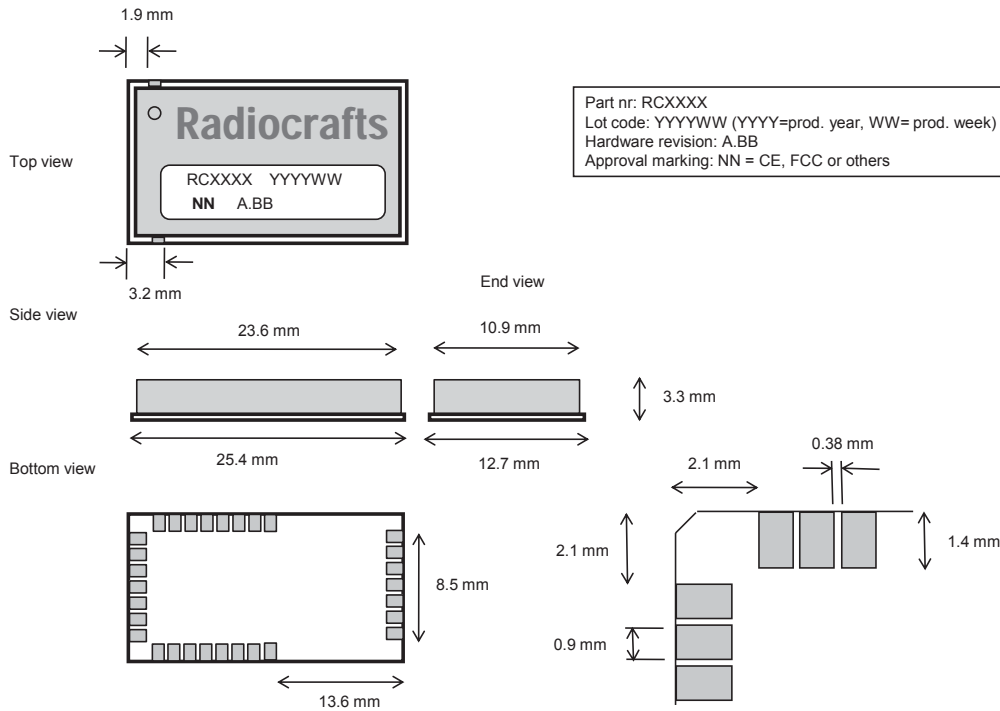 1.9 mm
Top view
Radiocrafts
RCXXXX YYYYWW
NN A.BB
3.2 mm
Part nr: RCXXXX
Lot code: YYYYWW (YYYY=prod. year, WW= prod. week)
Hardware revision: A.BB
Approval marking: NN = CE, FCC or others
End view
Side view
23.6 mm
10.9 mm
3.3 mm
25.4 mm
12.7 mm
Bottom view
8.5 mm
13.6 mm
0.38 mm
2.1 mm
2.1 mm
1.4 mm
0.9 mm